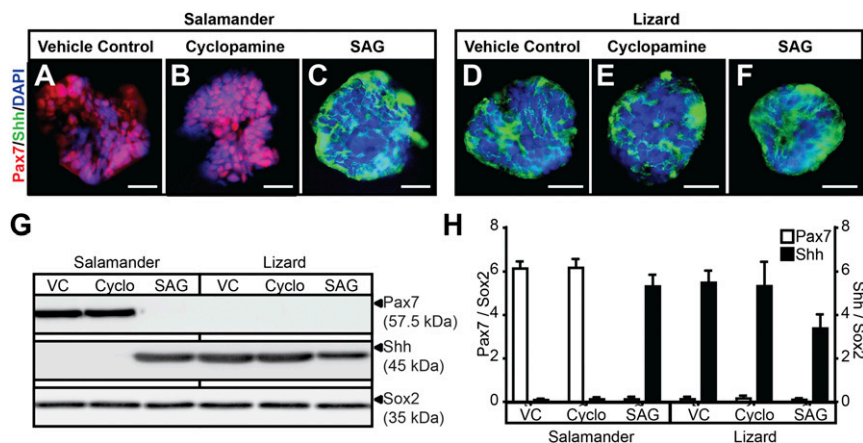 Salamander Lizard
Vehicle Control Cyclopamine SAG Vehicle Control Cyclopamine SAG
A B C D E F
Pax7/Shh/DAPI
G
Salamander Lizard
VC Cyclo SAG VC Cyclo SAG
Pax7
(57.5 kDa)
Shh
(45 kDa)
Sox2
(35 kDa)
H
Pax7 / Sox2
8
6
4
2
0
Pax7
Shh
8
6
4
2
0
Shh / Sox2
VC Cyclo SAG VC Cyclo SAG
Salamander Lizard